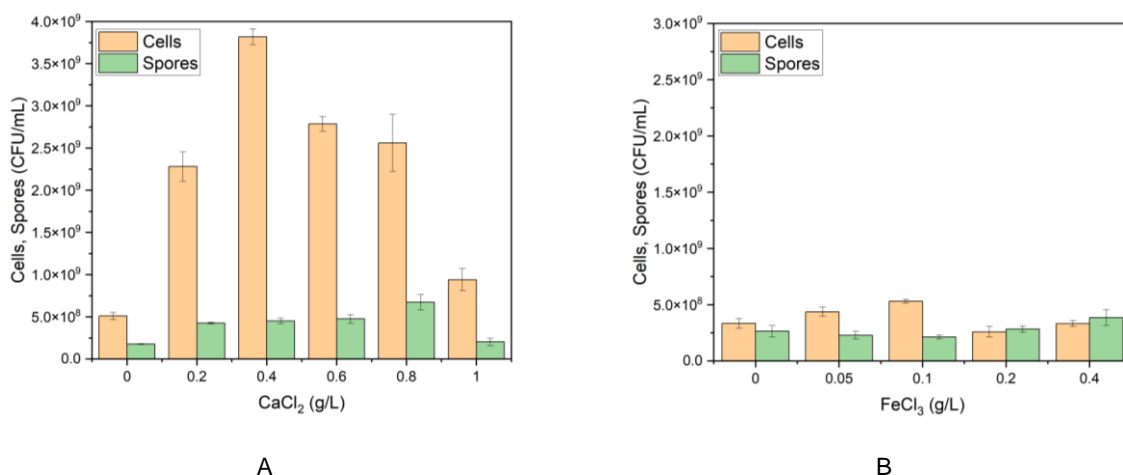 4.0×10⁹
3.5×10⁹
3.0×10⁹
2.5×10⁹
2.0×10⁹
1.5×10⁹
1.0×10⁹
5.0×10⁸
0.0
Cells, Spores (CFU/mL)
Cells
Spores
0 0.2 0.4 0.6 0.8 1
CaCl₂ (g/L)
A
3.0×10⁹
2.5×10⁹
2.0×10⁹
1.5×10⁹
1.0×10⁹
5.0×10⁸
0.0
Cells, Spores (CFU/mL)
Cells
Spores
0 0.05 0.1 0.2 0.4
FeCl₃ (g/L)
B